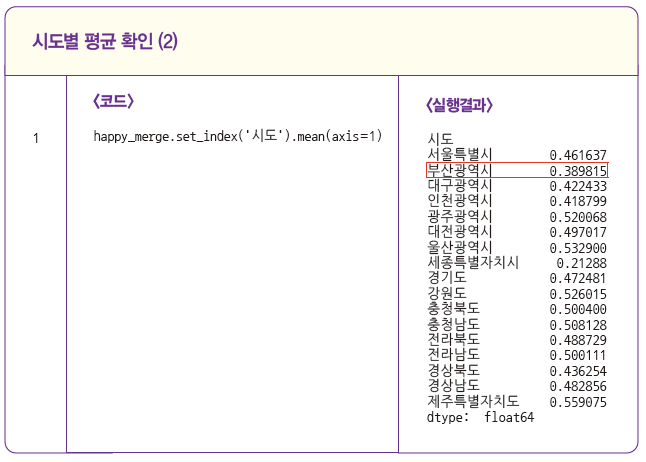 시도별 평균 확인 (2)
<코드>
1 happy_merge.set_index('시도').mean(axis=1)
<실행결과>
시도
서울특별시 0.461637
부산광역시 0.389815
대구광역시 0.422433
인천광역시 0.418799
광주광역시 0.520068
대전광역시 0.497017
울산광역시 0.532900
세종특별자치시 0.21288
경기도 0.472481
강원도 0.526015
충청북도 0.500400
충청남도 0.508128
전라북도 0.488729
전라남도 0.500111
경상북도 0.436254
경상남도 0.482856
제주특별자치도 0.559075
dtype: float64